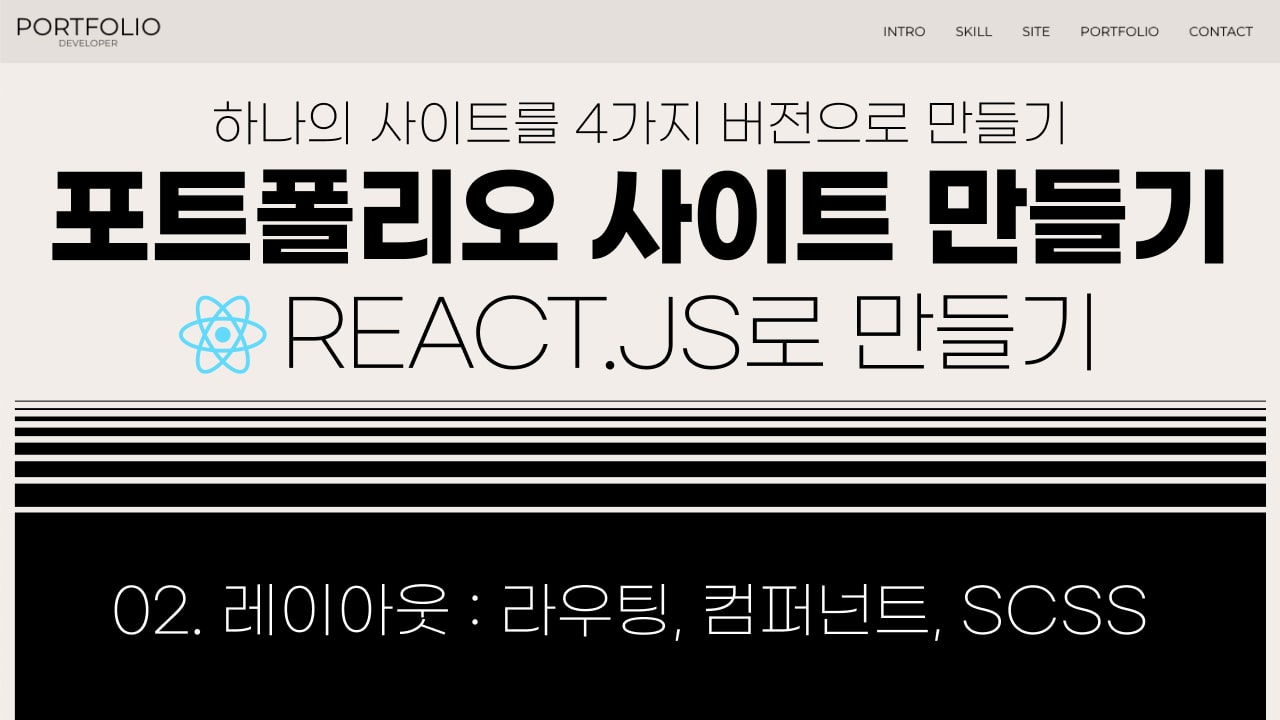 PORTFOLIO
DEVELOPER
INTRO SKILL SITE PORTFOLIO CONTACT
하나의 사이트를 4가지 버전으로 만들기
포트폴리오 사이트 만들기
REACT.JS로 만들기
02. 레이아웃 : 라우팅, 컴퍼넌트, SCSS